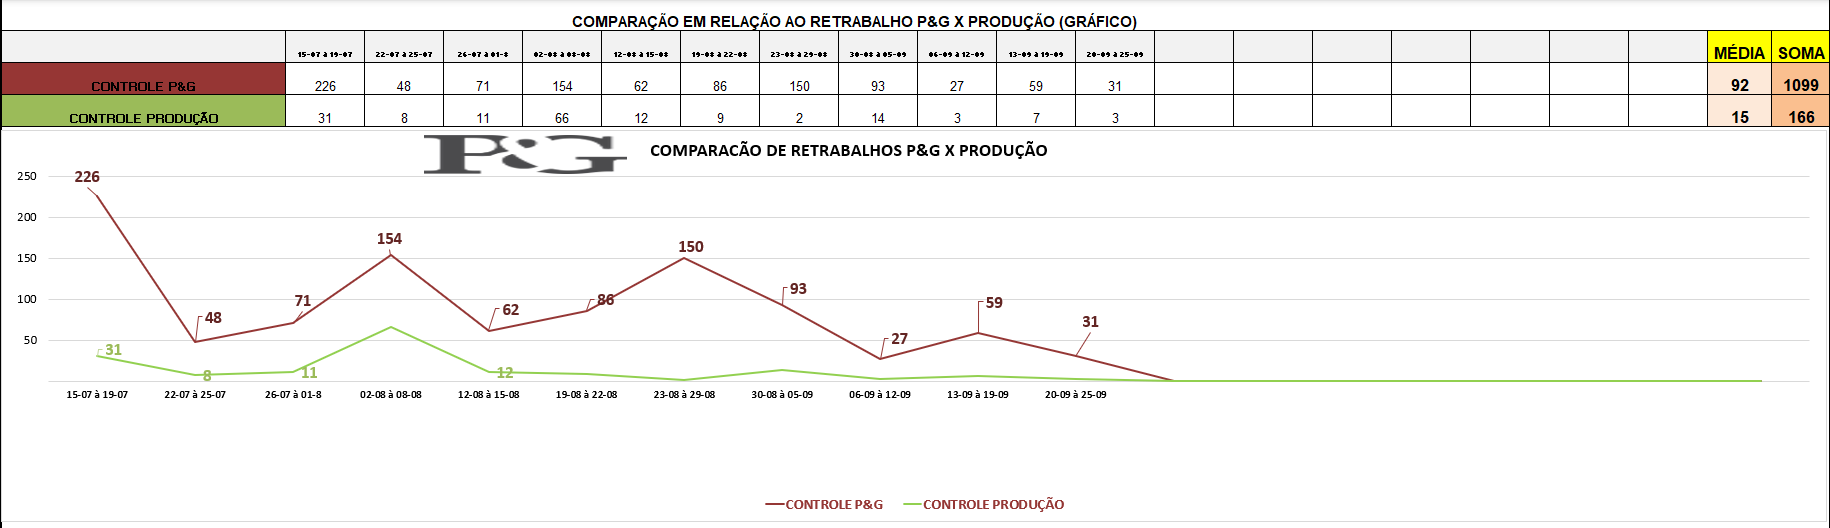 COMPARAÇÃO EM RELAÇÃO AO RETRABALHO P&G X PRODUÇÃO (GRÁFICO)
15-07 à 19-07 22-07 à 25-07 26-07 à 01-8 02-08 à 08-08 12-08 à 15-08 19-08 à 22-08 23-08 à 29-08 30-08 à 05-09 06-09 à 12-09 13-09 à 19-09 20-09 à 25-09 MÉDIA SOMA
CONTROLE P&G 226 48 71 154 62 86 150 93 27 59 31 92 1099
CONTROLE PRODUÇÃO 31 8 11 66 12 9 2 14 3 7 3 15 166
P&G COMPARACÃO DE RETRABALHOS P&G X PRODUÇÃO
250
200
150
100
50
226 48 71 154 62 86 150 93 27 59 31
31 8 11 12
15-07 à 19-07 22-07 à 25-07 26-07 à 01-8 02-08 à 08-08 12-08 à 15-08 19-08 à 22-08 23-08 à 29-08 30-08 à 05-09 06-09 à 12-09 13-09 à 19-09 20-09 à 25-09
CONTROLE P&G CONTROLE PRODUÇÃO